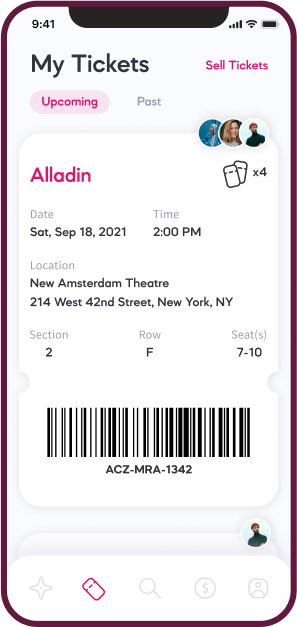 9:41
My Tickets
Sell Tickets
Upcoming Past
Alladin
x4
Date Time
Sat, Sep 18, 2021 2:00 PM
Location
New Amsterdam Theatre
214 West 42nd Street, New York, NY
Section Row Seat(s)
2 F 7-10
ACZ-MRA-1342